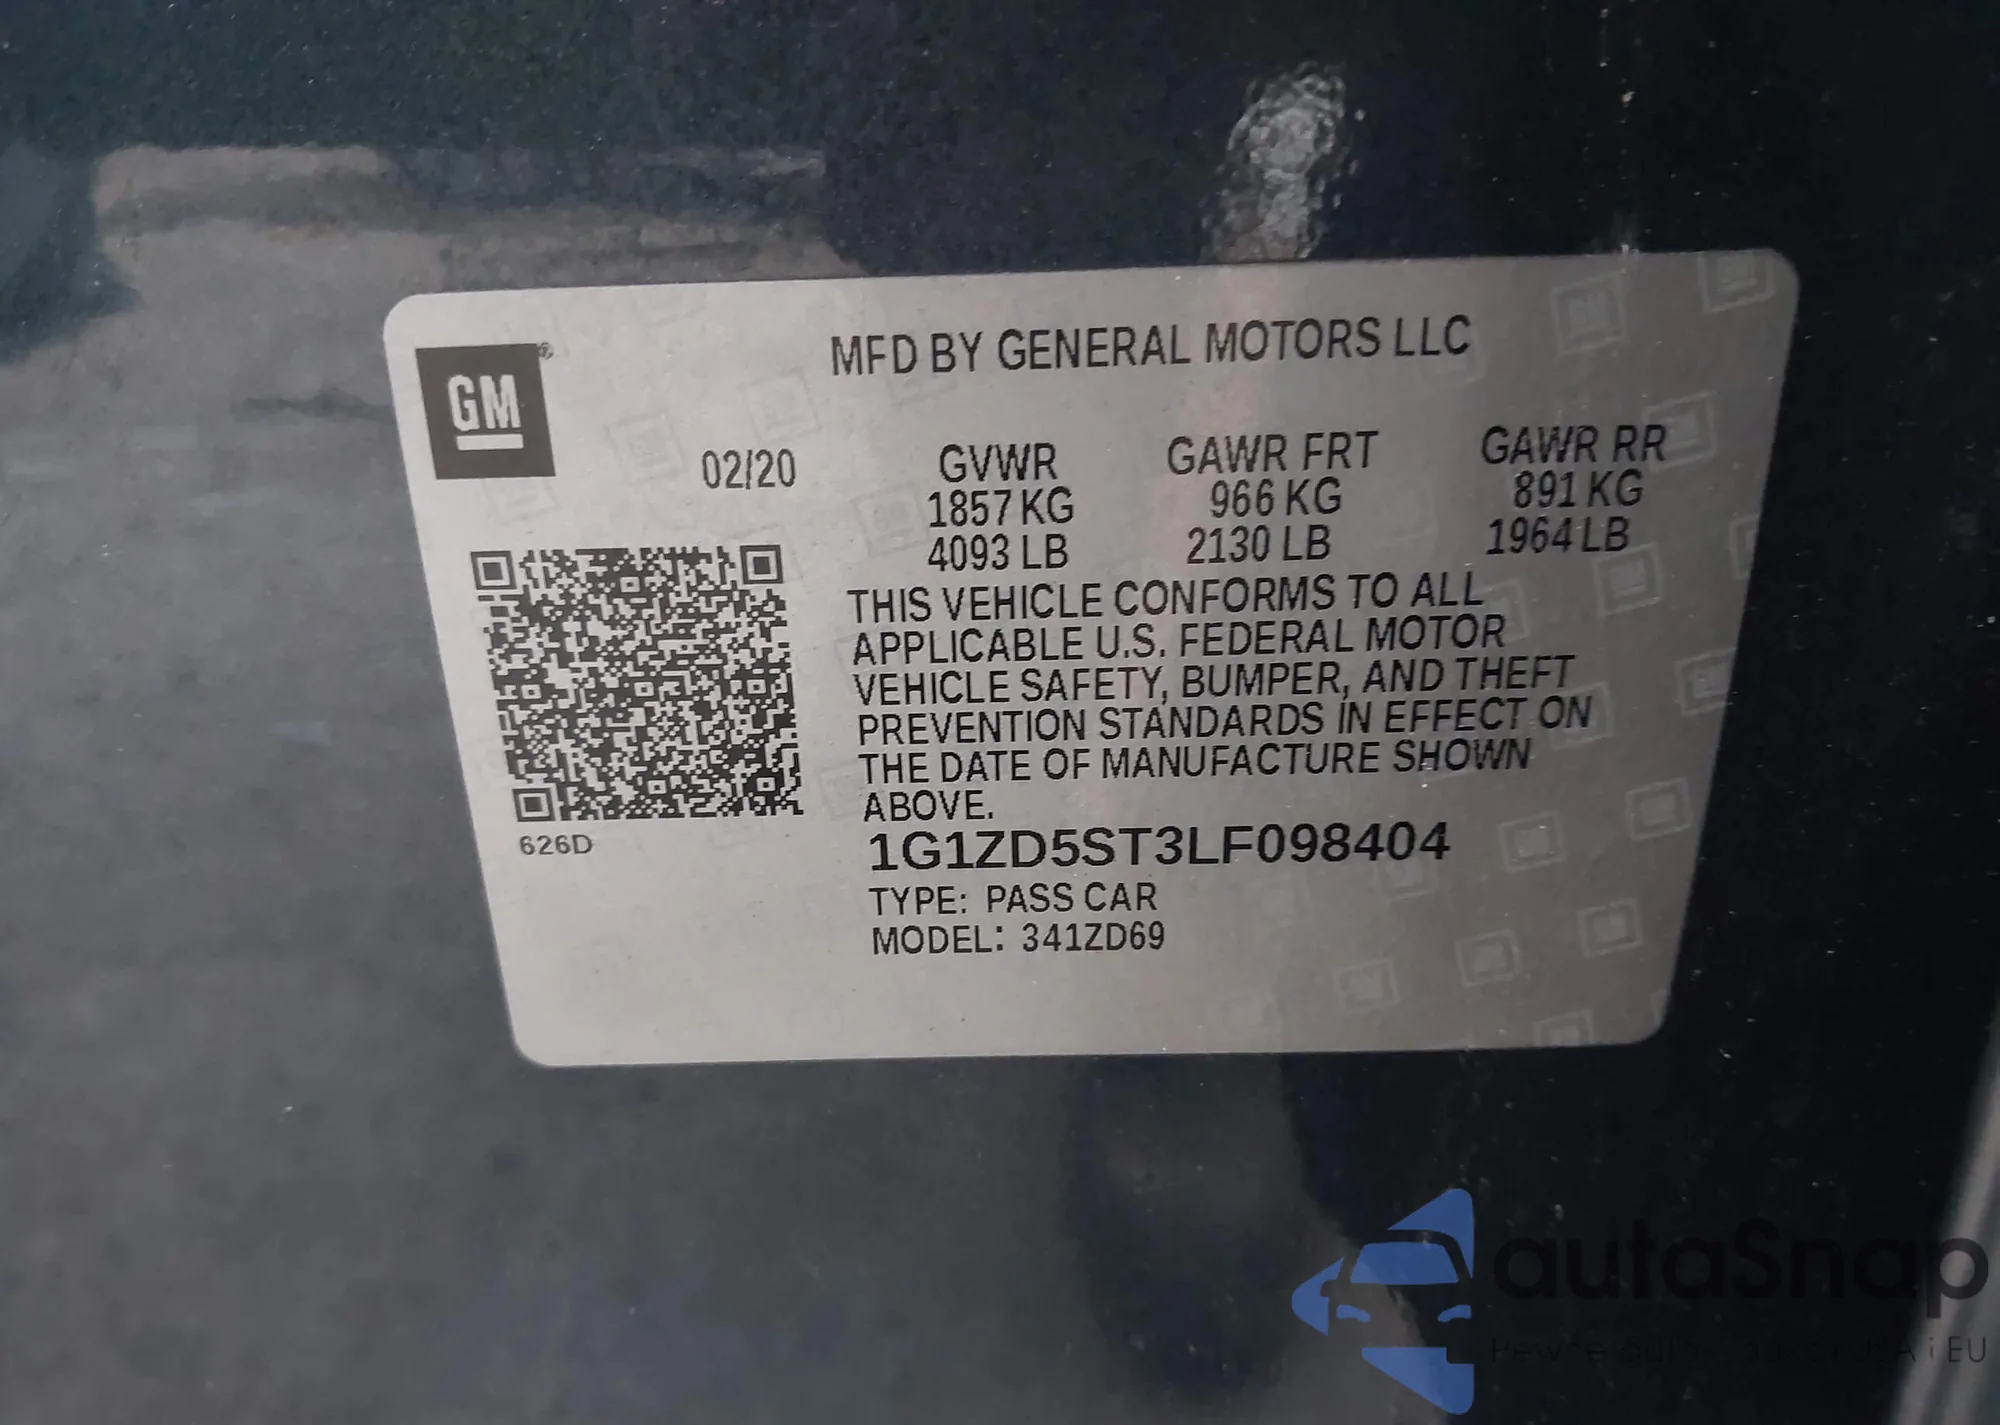 GM
MFD BY GENERAL MOTORS LLC
02/20
GVWR GAWR FRT GAWR RR
1857 KG 966 KG 891 KG
4093 LB 2130 LB 1964 LB
THIS VEHICLE CONFORMS TO ALL
APPLICABLE U.S. FEDERAL MOTOR
VEHICLE SAFETY, BUMPER, AND THEFT
PREVENTION STANDARDS IN EFFECT ON
THE DATE OF MANUFACTURE SHOWN
ABOVE.
626D
1G1ZD5ST3LF098404
TYPE: PASS CAR
MODEL: 341ZD69
autaSnap
i EU